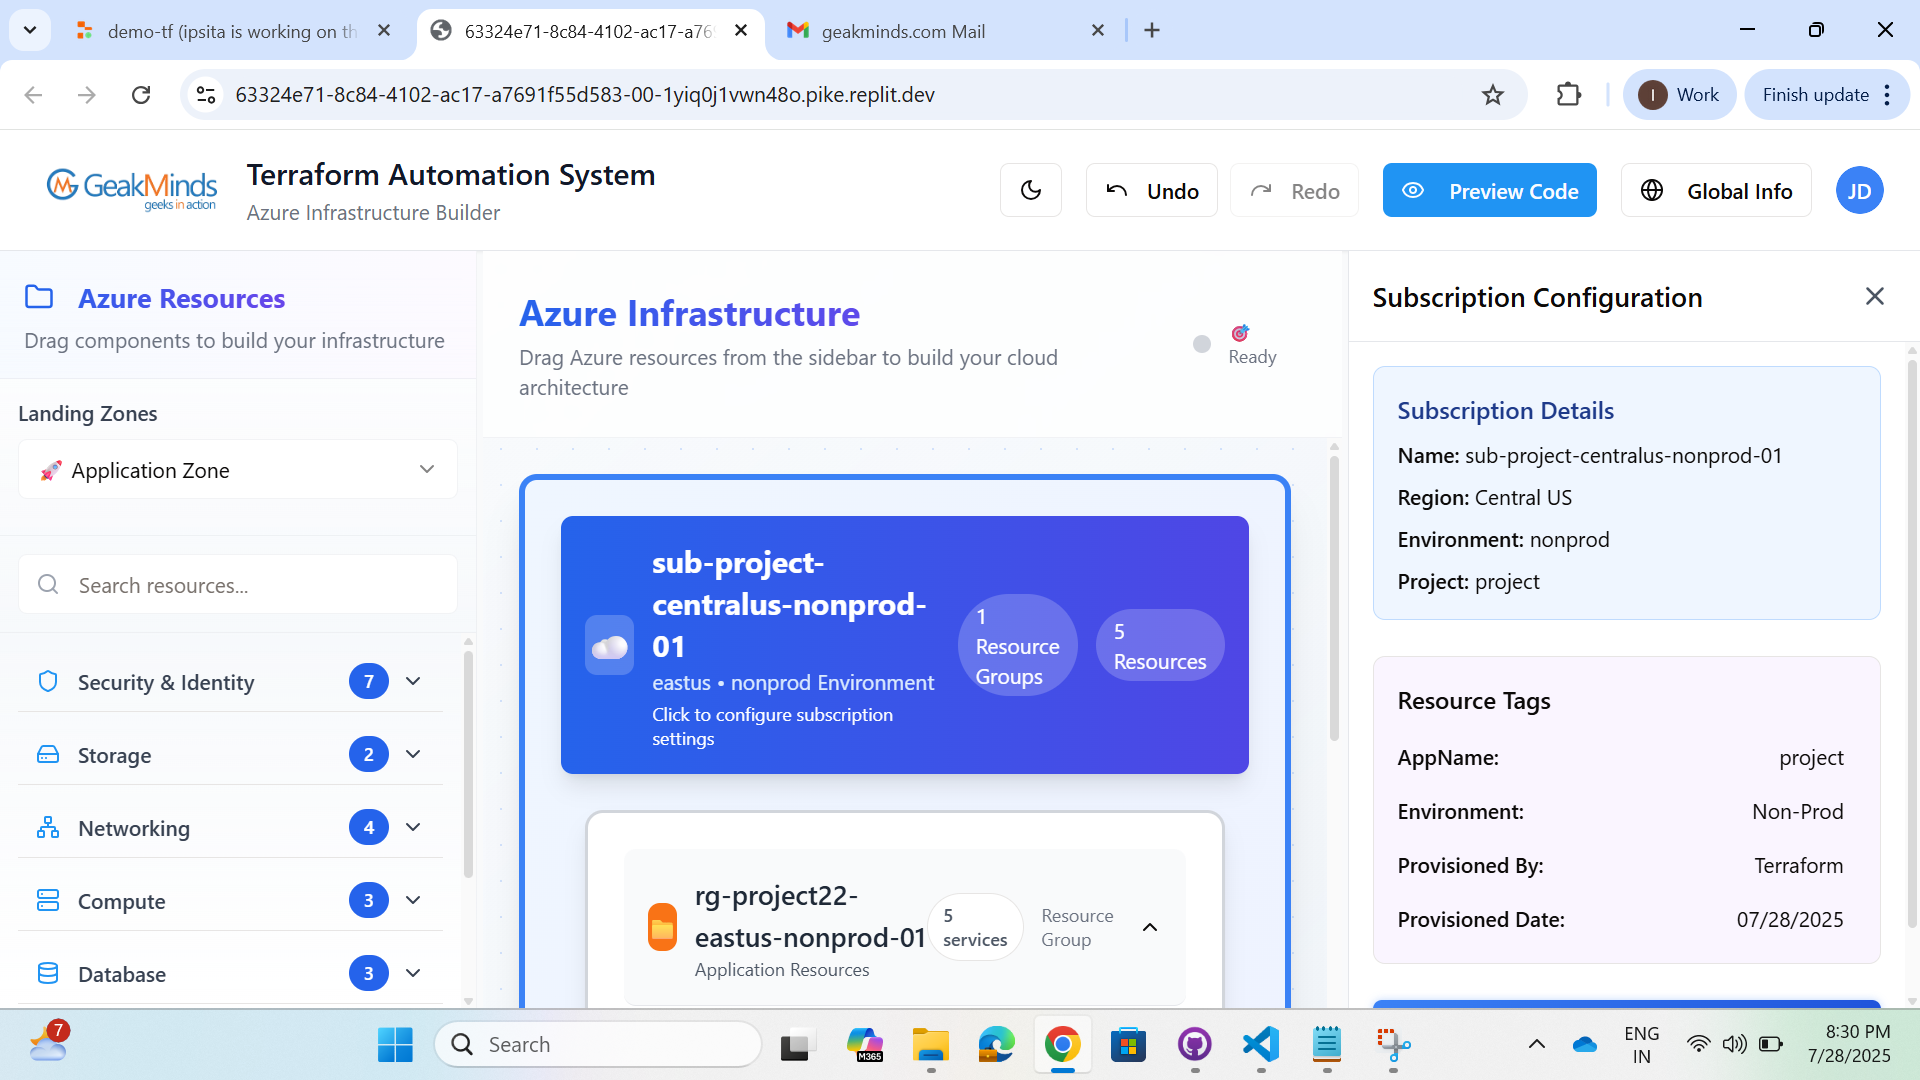 demo-tf (ipsita is working on th
63324e71-8c84-4102-ac17-a769
geakminds.com Mail
63324e71-8c84-4102-ac17-a7691f55d583-00-1yiq0j1vwn48o.pike.replit.dev
I
Work
Finish update
GeakMinds
geeks in action
Terraform Automation System
Azure Infrastructure Builder
Undo
Redo
Preview Code
Global Info
JD
Azure Resources
Drag components to build your infrastructure
Landing Zones
Application Zone
Search resources...
Security & Identity
7
Storage
2
Networking
4
Compute
3
Database
3
Azure Infrastructure
Drag Azure resources from the sidebar to build your cloud
architecture
Ready
sub-project-
centralus-nonprod-
01
eastus • nonprod Environment
Click to configure subscription
settings
1
Resource
Groups
5
Resources
rg-project22-
eastus-nonprod-01
Application Resources
5
services
Resource
Group
Subscription Configuration
Subscription Details
Name: sub-project-centralus-nonprod-01
Region: Central US
Environment: nonprod
Project: project
Resource Tags
AppName: project
Environment: Non-Prod
Provisioned By: Terraform
Provisioned Date: 07/28/2025
7
Search
M365
ENG
IN
8:30 PM
7/28/2025